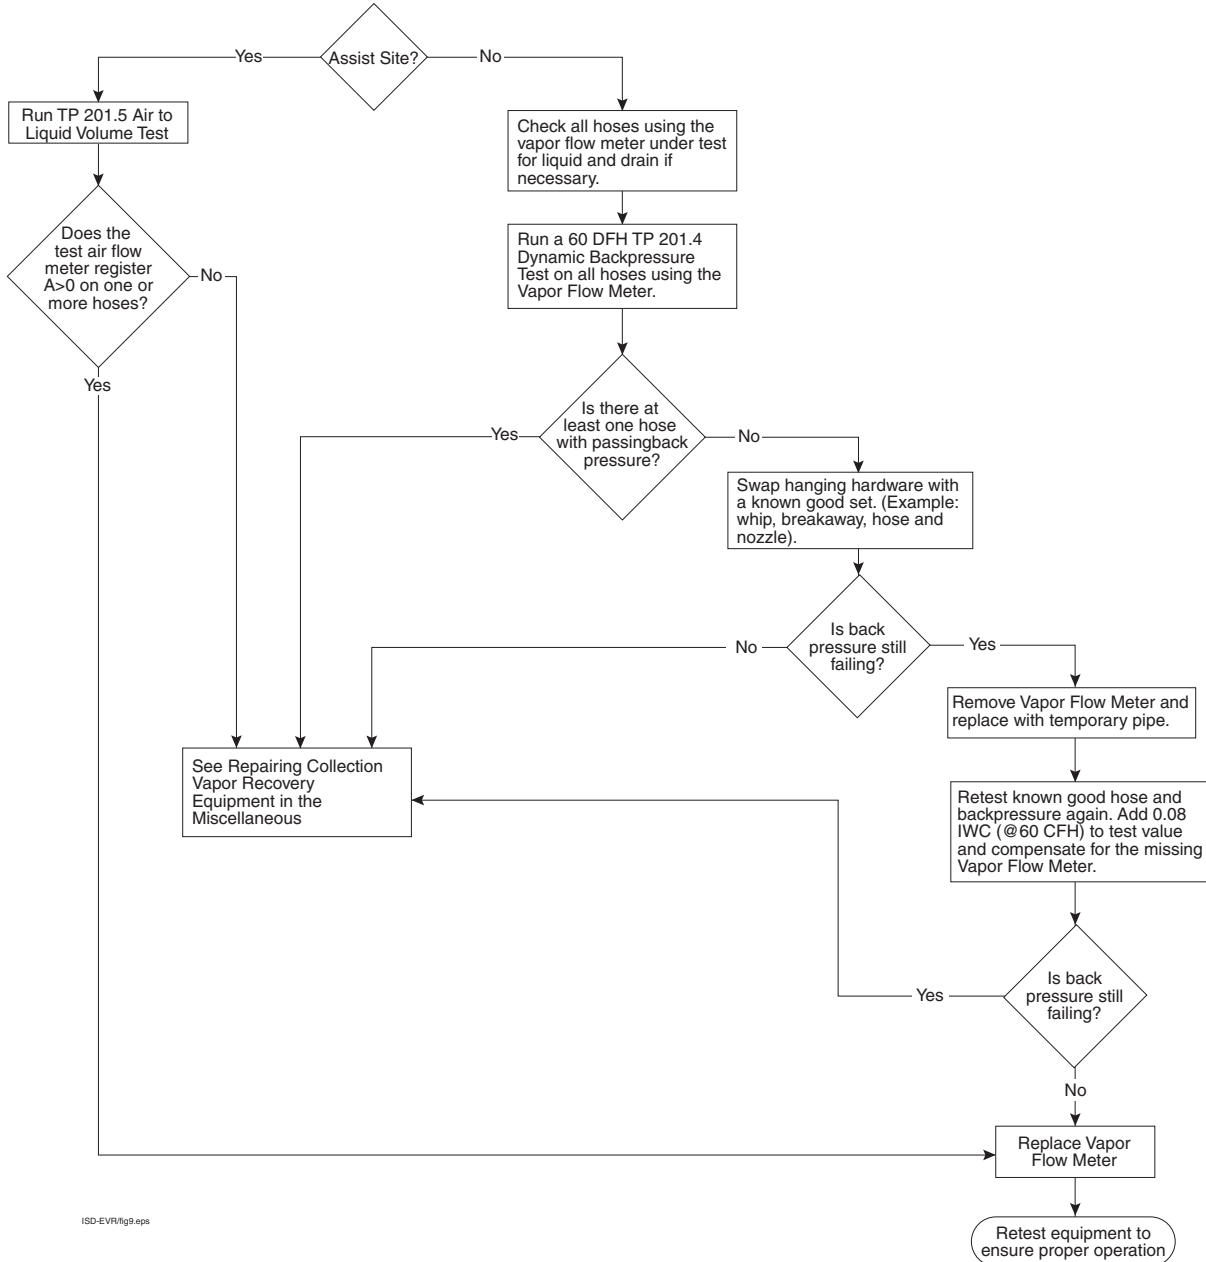 Assist Site?
Yes
No
Run TP 201.5 Air to
Liquid Volume Test
Check all hoses using the
vapor flow meter under test
for liquid and drain if
necessary.
Does the
test air flow
meter register
A>0 on one or
more hoses?
No
Yes
Run a 60 DFH TP 201.4
Dynamic Backpressure
Test on all hoses using the
Vapor Flow Meter.
Is there at
least one hose
with passingback
pressure?
Yes
No
Swap hanging hardware with
a known good set. (Example:
whip, breakaway, hose and
nozzle).
Is back
pressure still
failing?
No
Yes
Remove Vapor Flow Meter and
replace with temporary pipe.
See Repairing Collection
Vapor Recovery
Equipment in the
Miscellaneous
Retest known good hose and
backpressure again. Add 0.08
IWC (@60 CFH) to test value
and compensate for the missing
Vapor Flow Meter.
Is back
pressure still
failing?
Yes
No
Replace Vapor
Flow Meter
Retest equipment to
ensure proper operation
ISD-EVR/fig9.eps